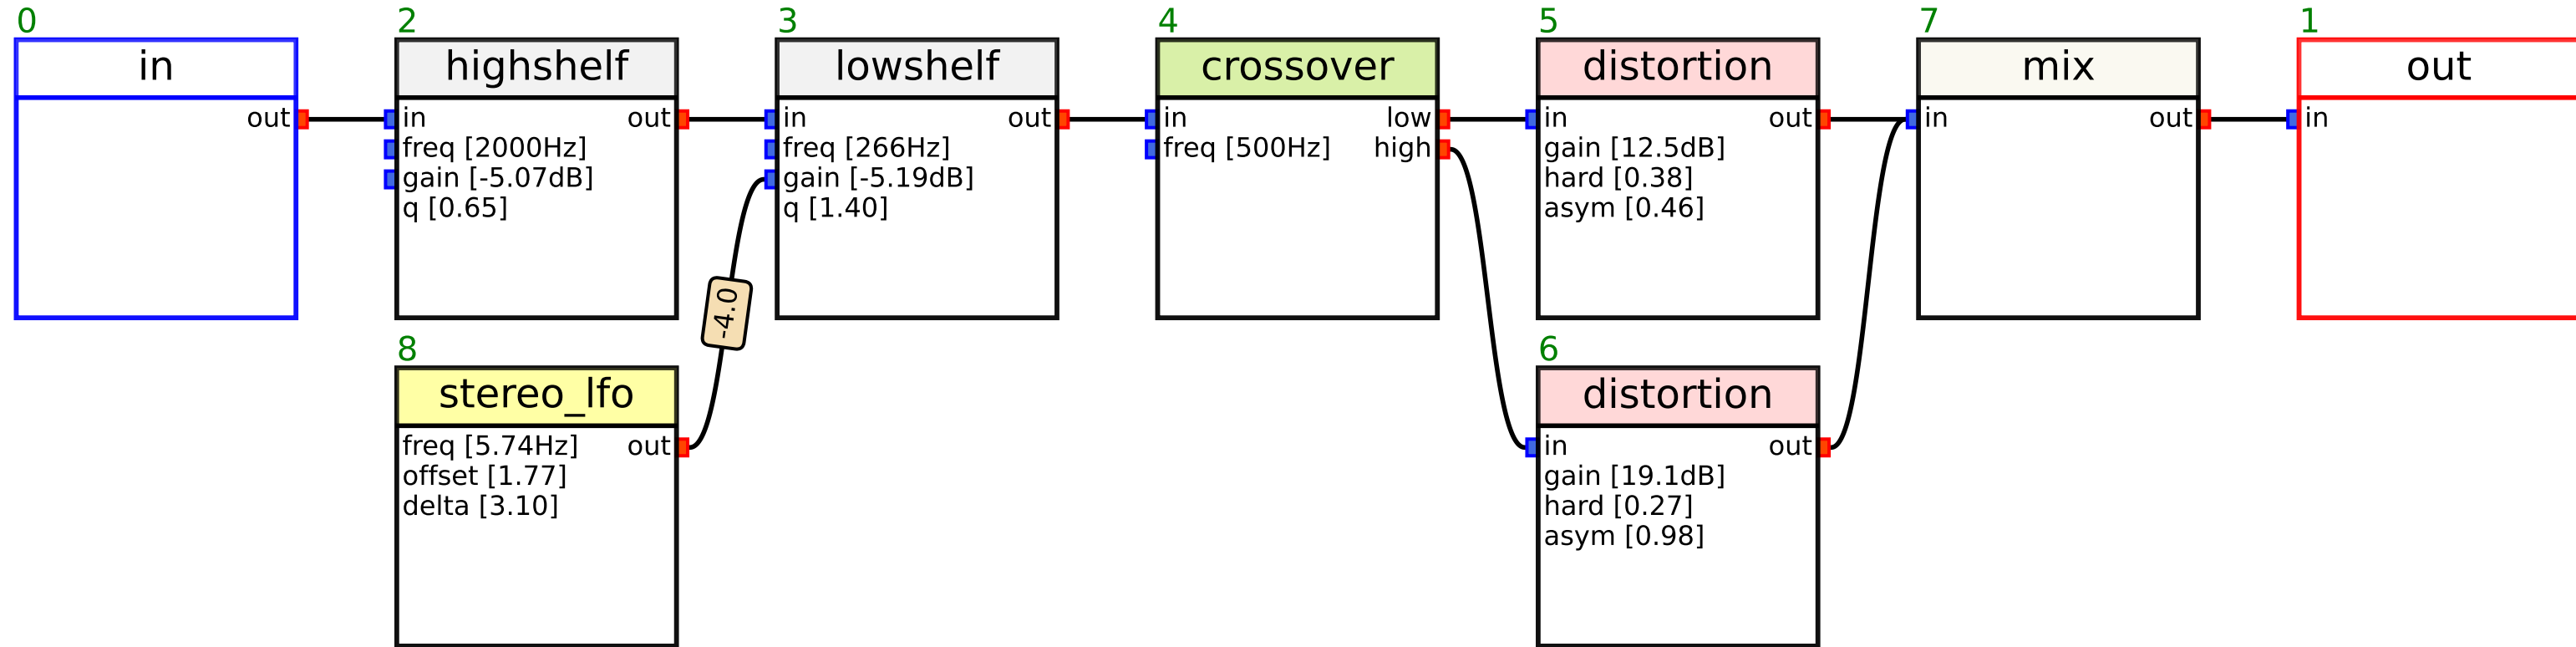 0
in
out
2
highshelf
in out
freq [2000Hz]
gain [-5.07dB]
q [0.65]
3
lowshelf
in out
freq [266Hz]
gain [-5.19dB]
q [1.40]
4
crossover
in low
freq [500Hz] high
5
distortion
in out
gain [12.5dB]
hard [0.38]
asym [0.46]
7
mix
in out
1
out
in
-4.0
8
stereo_lfo
freq [5.74Hz] out
offset [1.77]
delta [3.10]
6
distortion
in out
gain [19.1dB]
hard [0.27]
asym [0.98]